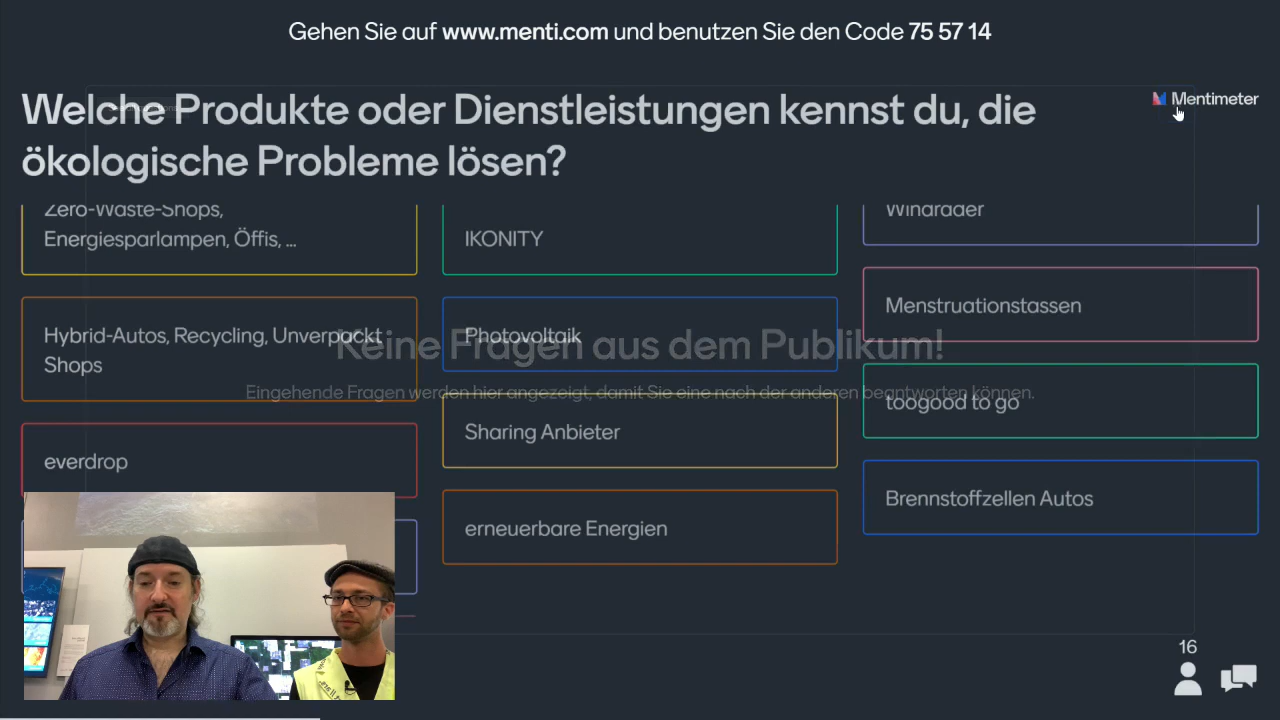 Gehen Sie auf www.menti.com und benutzen Sie den Code 75 57 14
Welche Produkte oder Dienstleistungen kennst du, die
ökologische Probleme lösen?
Mentimeter
Zero-Waste-Shops,
Energiesparlampen, Öffis, ...
IKONITY
Windräder
Hybrid-Autos, Recycling, Unverpackt
Shops
Photovoltaik
Menstruationstassen
Keine Fragen aus dem Publikum!
Eingehende Fragen werden hier angezeigt, damit Sie eine nach der anderen beantworten können.
toogood to go
everdrop
Sharing Anbieter
Brennstoffzellen Autos
erneuerbare Energien
16